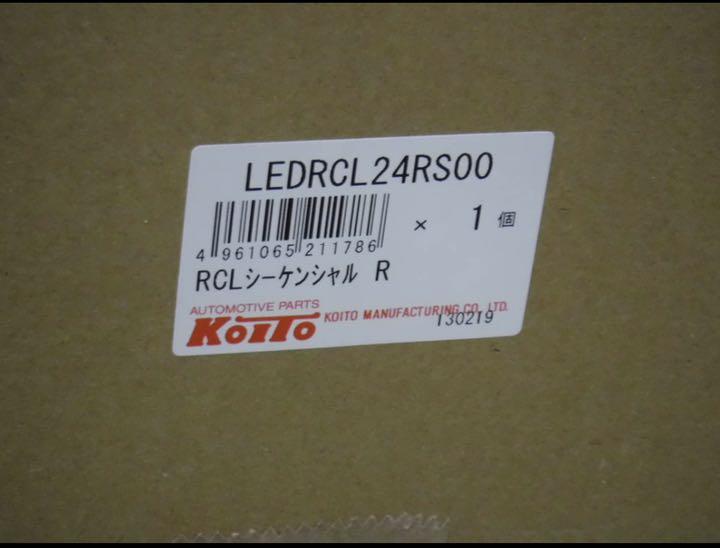 LEDRCL24RS00
4 961065 211786 × 1 個
RCLシーケンシャル R
AUTOMOTIVE PARTS
KOITO KOITO MANUFACTURING CO., LTD.
130219